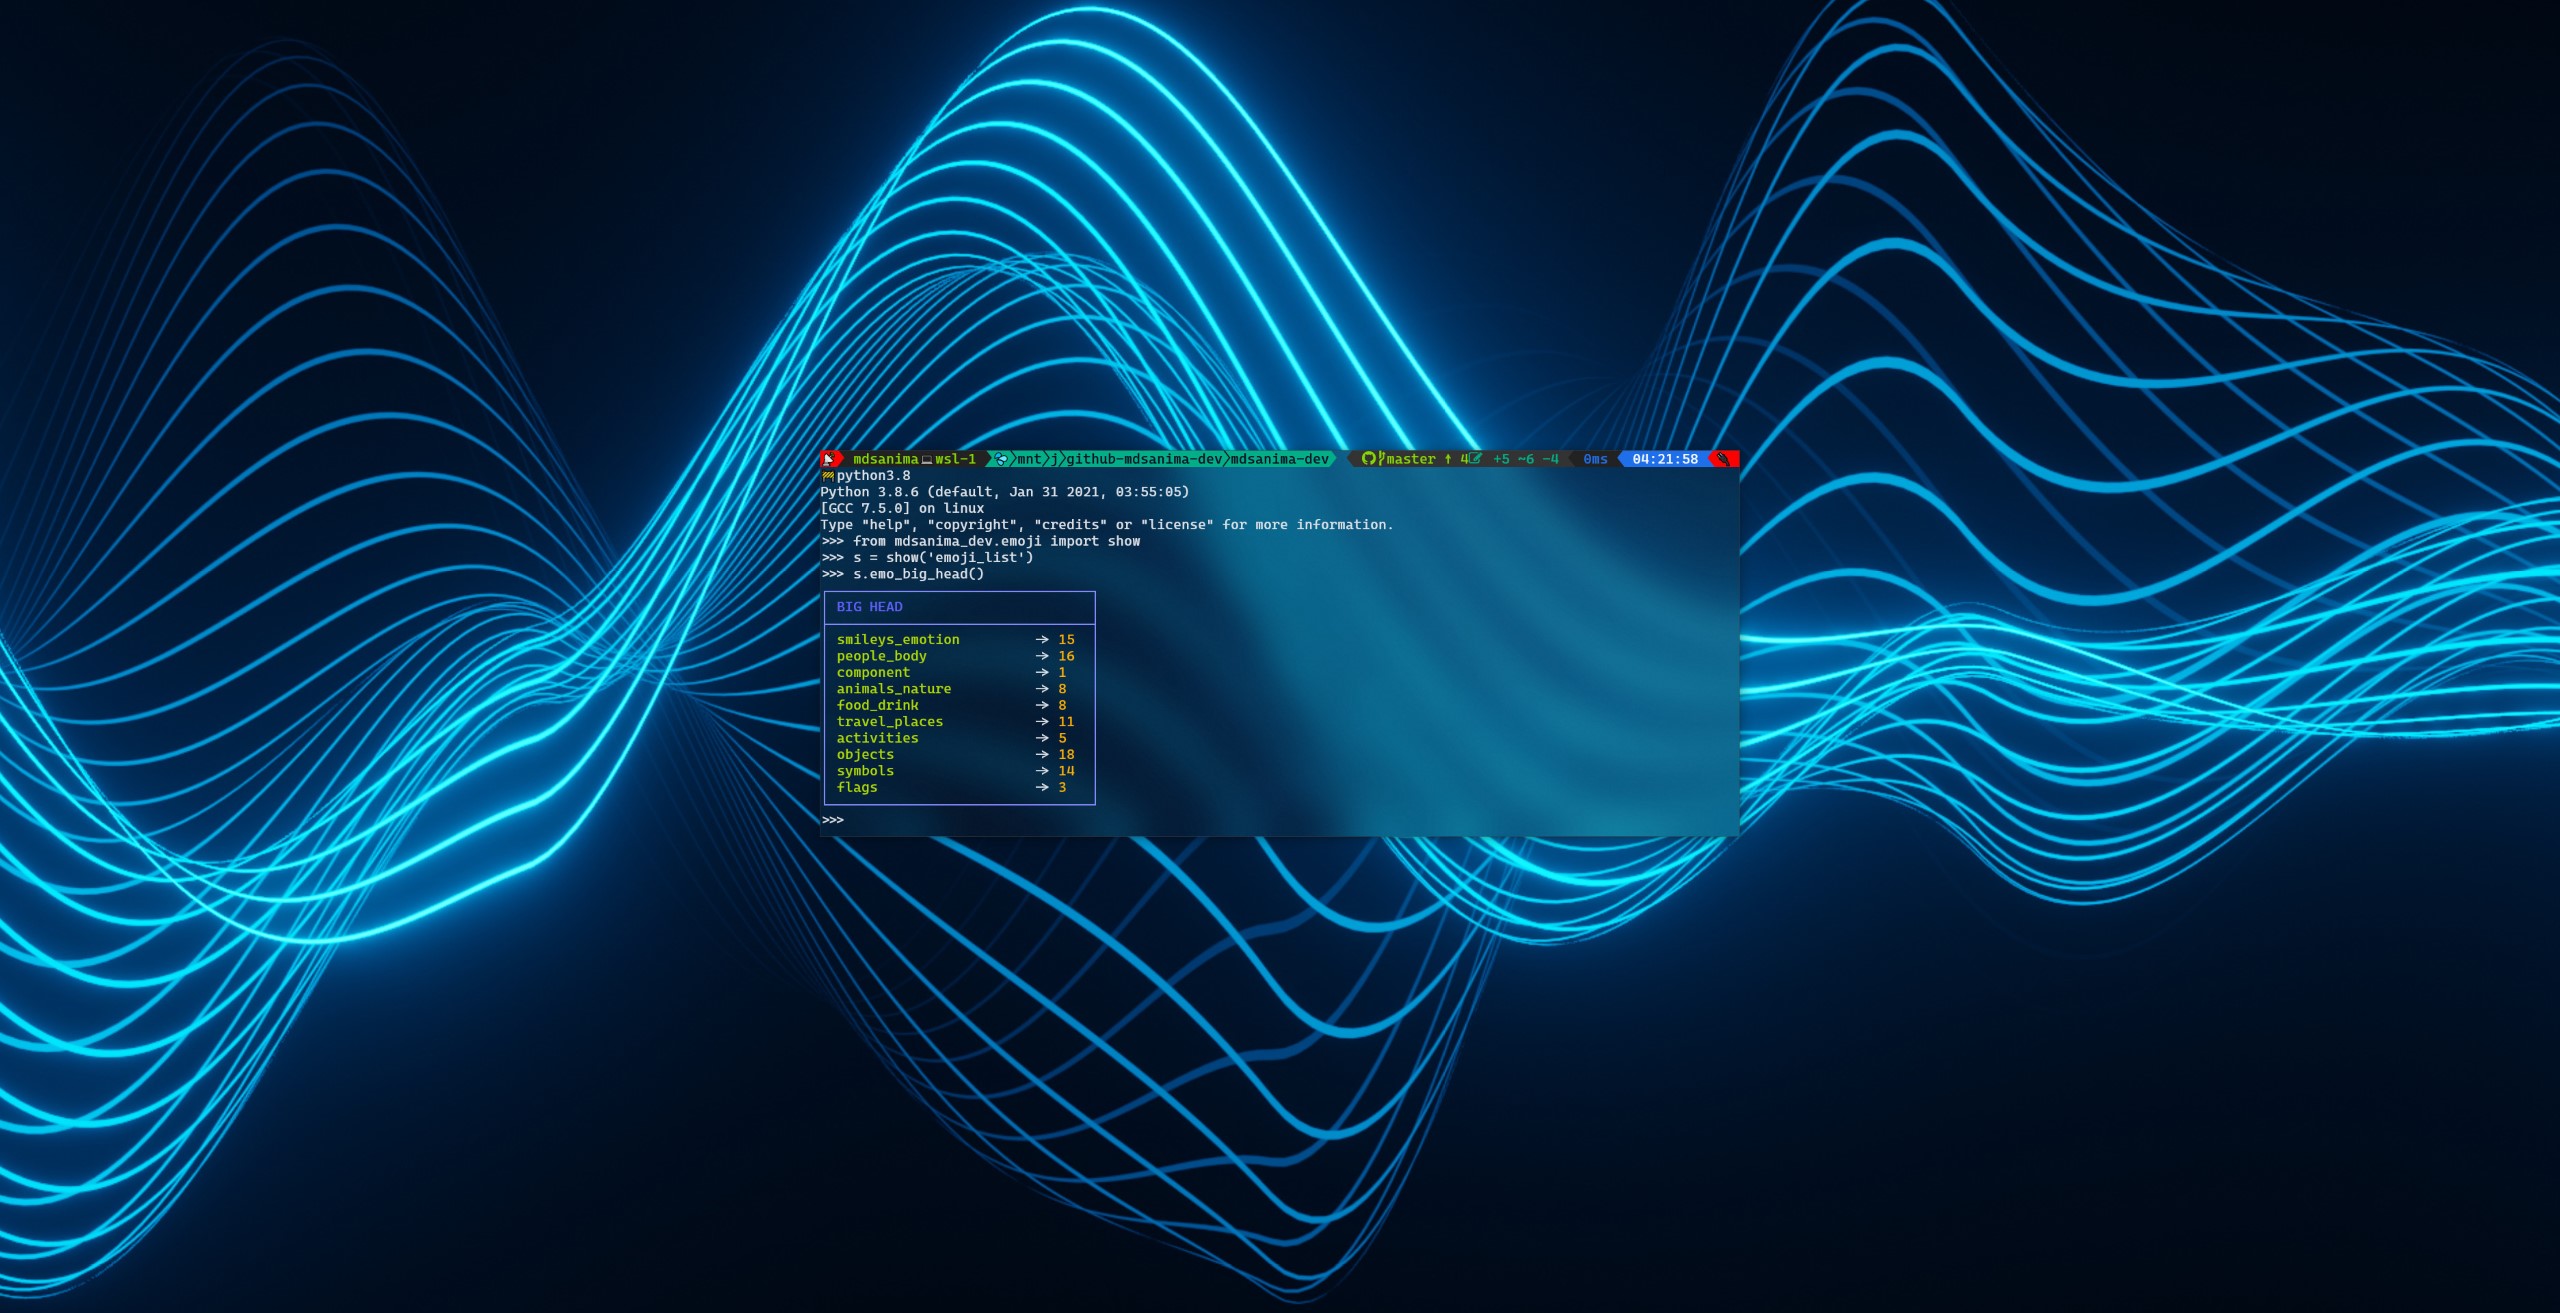 mdsanima wsl-1 mnt j github-mdsanima-dev mdsanima-dev master ↑ 4 +5 ~6 -4 0ms 04:21:58
python3.8
Python 3.8.6 (default, Jan 31 2021, 03:55:05)
[GCC 7.5.0] on linux
Type "help", "copyright", "credits" or "license" for more information.
>>> from mdsanima_dev.emoji import show
>>> s = show('emoji_list')
>>> s.emo_big_head()
BIG HEAD
smileys_emotion → 15
people_body → 16
component → 1
animals_nature → 8
food_drink → 8
travel_places → 11
activities → 5
objects → 18
symbols → 14
flags → 3
>>>